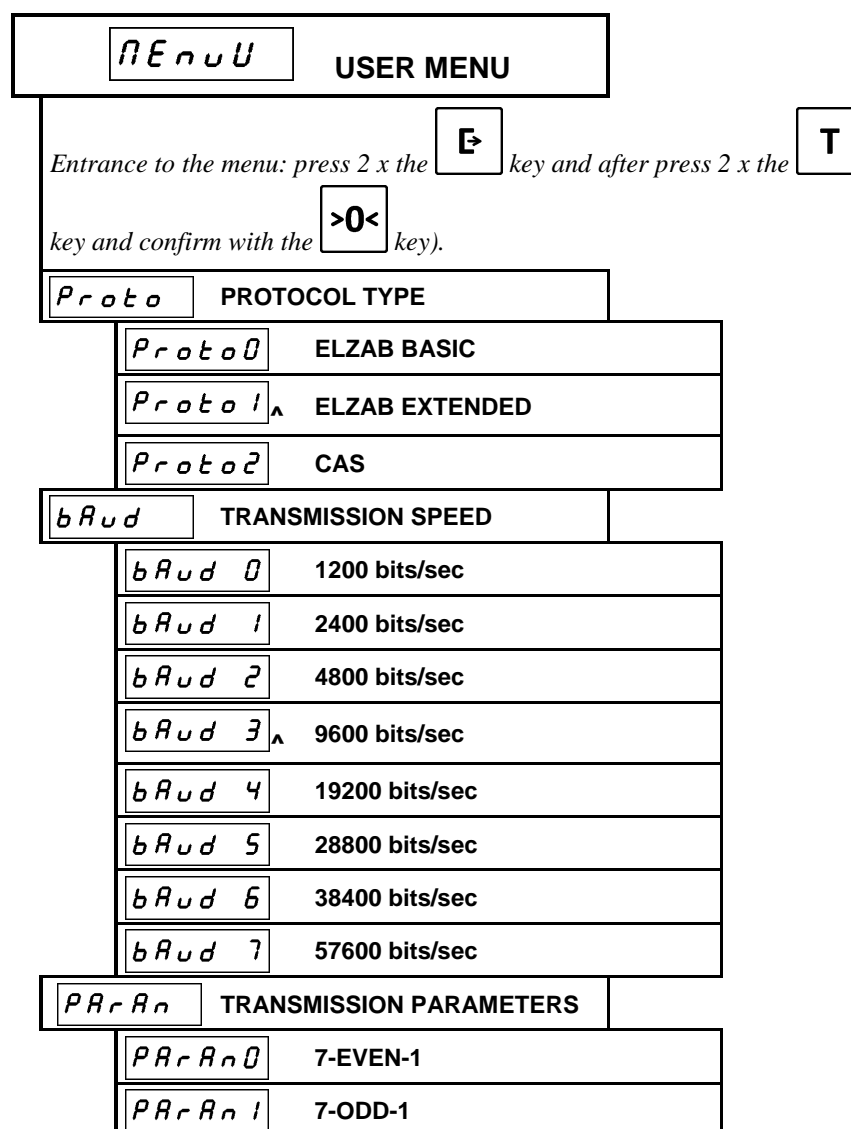 MEnuU USER MENU
Entrance to the menu: press 2 x the [➔ key and after press 2 x the T
key and confirm with the >0< key).
Proto PROTOCOL TYPE
Proto0 ELZAB BASIC
Proto1^ ELZAB EXTENDED
Proto2 CAS
bAud TRANSMISSION SPEED
bAud 0 1200 bits/sec
bAud 1 2400 bits/sec
bAud 2 4800 bits/sec
bAud 3^ 9600 bits/sec
bAud 4 19200 bits/sec
bAud 5 28800 bits/sec
bAud 6 38400 bits/sec
bAud 7 57600 bits/sec
PArAn TRANSMISSION PARAMETERS
PArAn0 7-EVEN-1
PArAn1 7-ODD-1